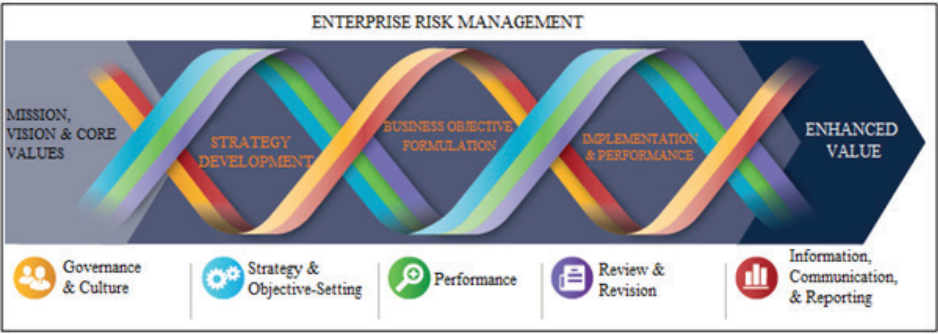 ENTERPRISE RISK MANAGEMENT
MISSION,
VISION & CORE
VALUES
STRATEGY
DEVELOPMENT
BUSINESS OBJECTIVE
FORMULATION
IMPLEMENTATION
& PERFORMANCE
ENHANCED
VALUE
Governance
& Culture
Strategy &
Objective-Setting
Performance
Review &
Revision
Information,
Communication,
& Reporting